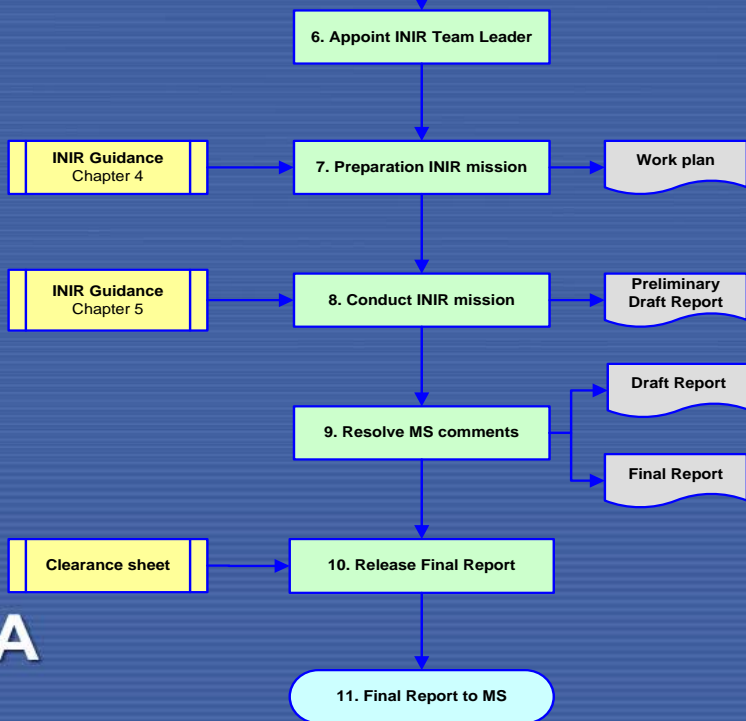 6. Appoint INIR Team Leader
INIR Guidance
Chapter 4
7. Preparation INIR mission
Work plan
INIR Guidance
Chapter 5
8. Conduct INIR mission
Preliminary
Draft Report
Draft Report
9. Resolve MS comments
Final Report
Clearance sheet
10. Release Final Report
A
11. Final Report to MS